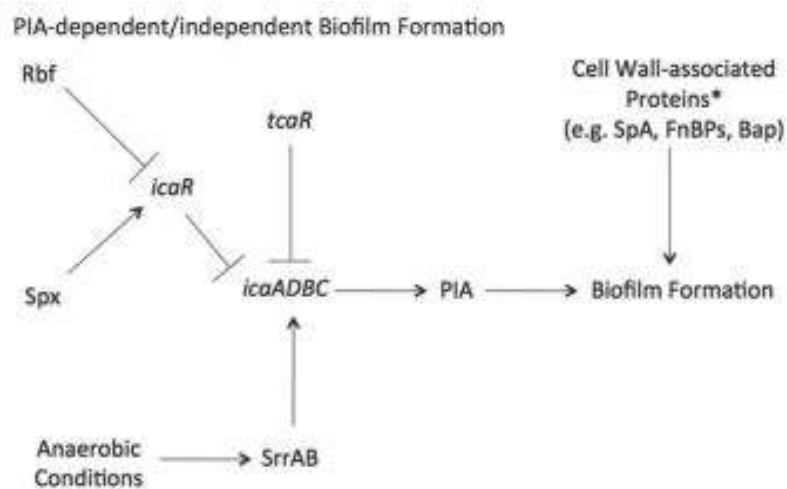 PIA-dependent/independent Biofilm Formation
Rbf
Cell Wall-associated
Proteins*
(e.g. SpA, FnBPs, Bap)
tcaR
icaR
Spx
icaADBC
PIA
Biofilm Formation
Anaerobic
Conditions
SrrAB